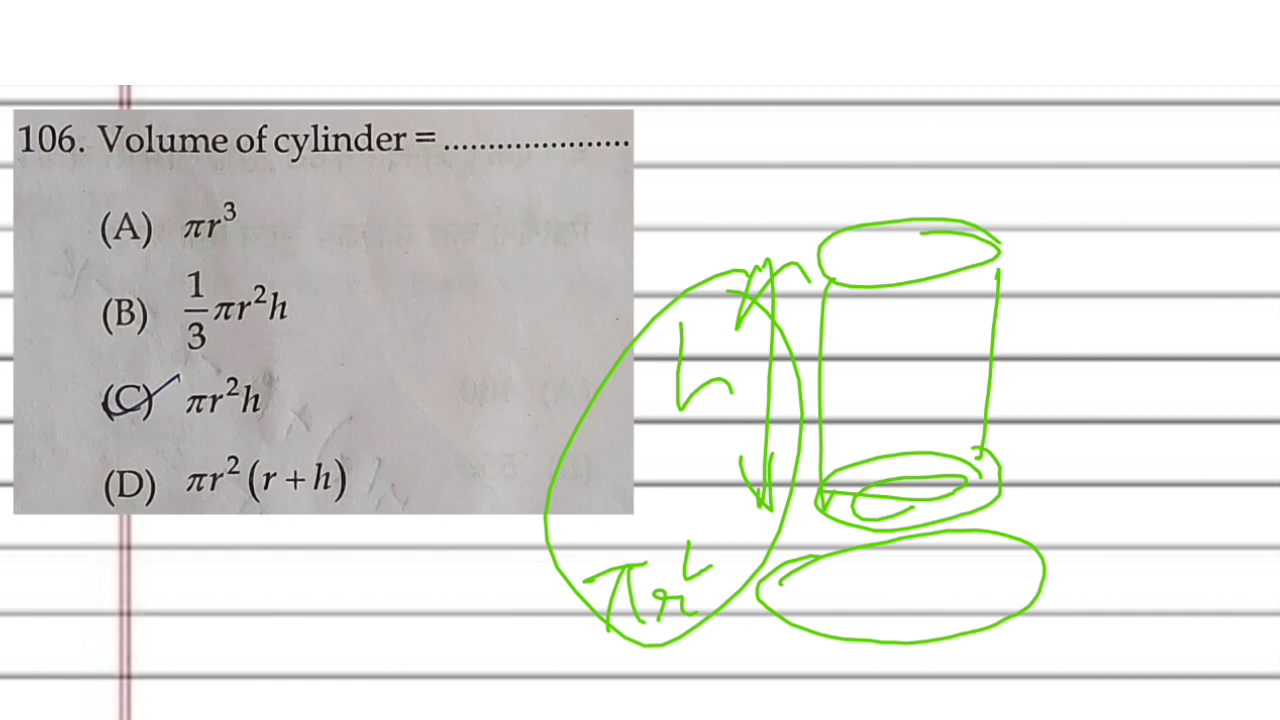 106. Volume of cylinder = .....................
(A) πr³
(B) 1/3 πr²h
(C) πr²h
(D) πr² (r + h)
h
πr²